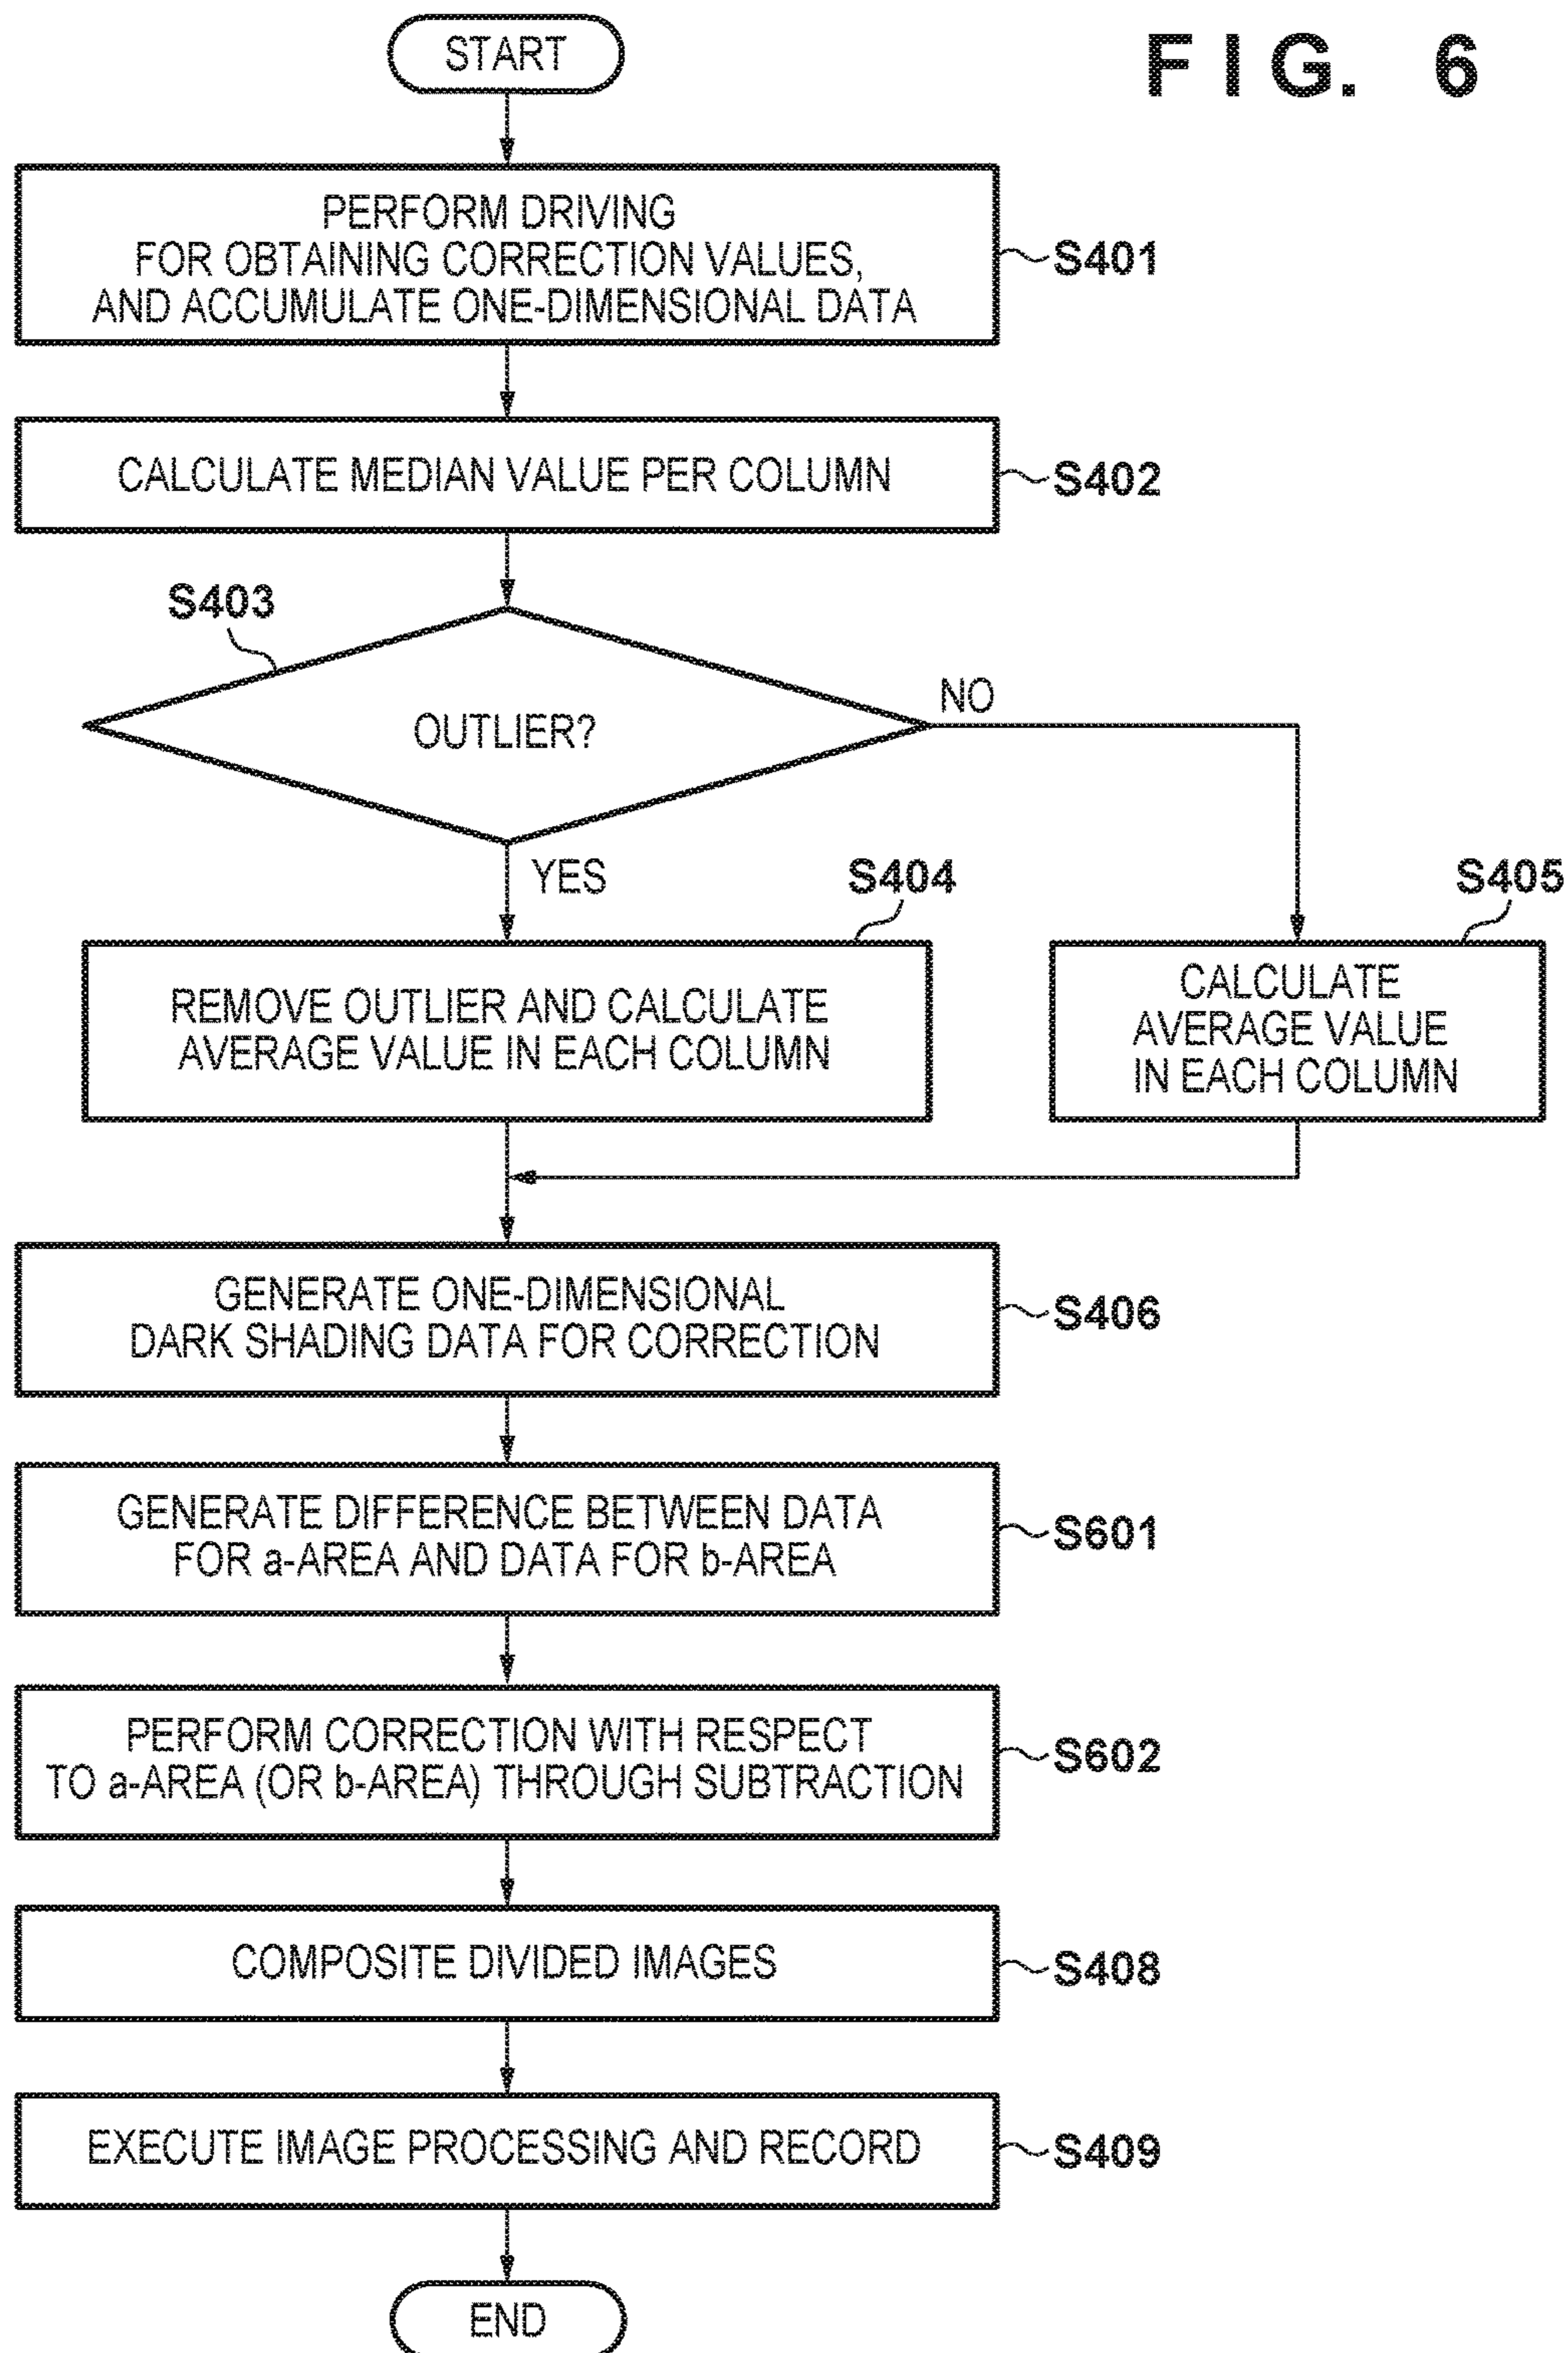 START
FIG. 6
PERFORM DRIVING
FOR OBTAINING CORRECTION VALUES,
AND ACCUMULATE ONE-DIMENSIONAL DATA
S401
CALCULATE MEDIAN VALUE PER COLUMN
S402
S403
OUTLIER?
NO
YES
S404
S405
REMOVE OUTLIER AND CALCULATE
AVERAGE VALUE IN EACH COLUMN
CALCULATE
AVERAGE VALUE
IN EACH COLUMN
GENERATE ONE-DIMENSIONAL
DARK SHADING DATA FOR CORRECTION
S406
GENERATE DIFFERENCE BETWEEN DATA
FOR a-AREA AND DATA FOR b-AREA
S601
PERFORM CORRECTION WITH RESPECT
TO a-AREA (OR b-AREA) THROUGH SUBTRACTION
S602
COMPOSITE DIVIDED IMAGES
S408
EXECUTE IMAGE PROCESSING AND RECORD
S409
END